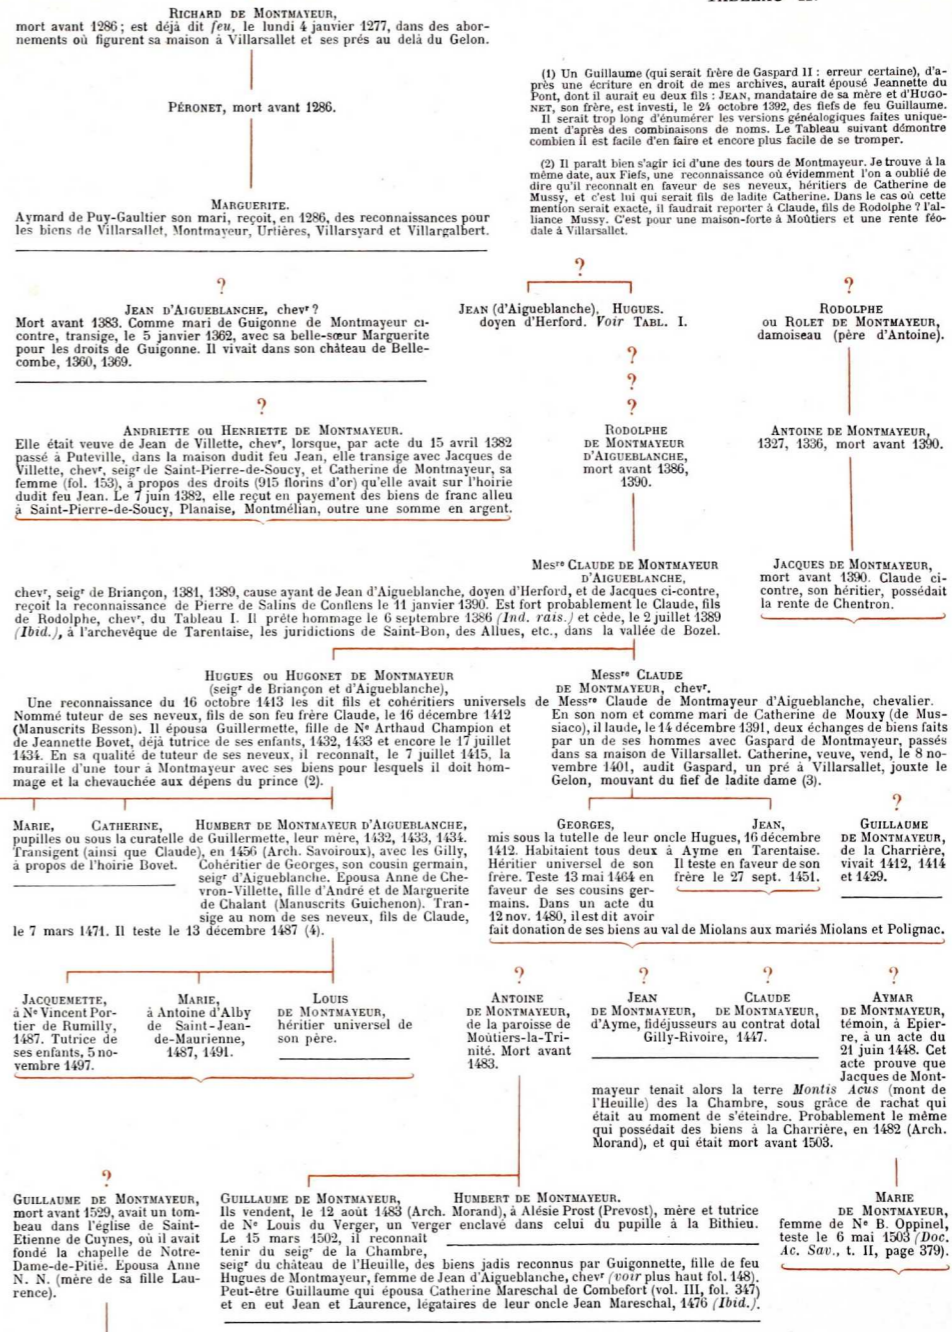 RICHARD DE MONTMAYEUR,
mort avant 1286; est déjà dit feu, le lundi 4 janvier 1277, dans des abor-
nements où figurent sa maison à Villarsallet et ses prés au delà du Gelon.
PÉRONET, mort avant 1286.
MARGUERITE.
Aymard de Puy-Gaultier son mari, reçoit, en 1286, des reconnaissances pour
les biens de Villarsallet, Montmayeur, Urtières, Villarsyard et Villargalbert.
(1) Un Guillaume (qui serait frère de Gaspard II : erreur certaine), d'a-
près une écriture en droit de mes archives, aurait épousé Jeannette du
Pont, dont il aurait eu deux fils : JEAN, mandataire de sa mère et d'HUGO-
NET, son frère, est investi, le 24 octobre 1392, des fiefs de feu Guillaume.
Il serait trop long d'énumérer les versions généalogiques faites unique-
ment d'après des combinaisons de noms. Le Tableau suivant démontre
combien il est facile d'en faire et encore plus facile de se tromper.
(2) Il paraît bien s'agir ici d'une des tours de Montmayeur. Je trouve à la
même date, aux Fiefs, une reconnaissance où évidemment l'on a oublié de
dire qu'il reconnaît en faveur de ses neveux, héritiers de Catherine de
Mussy, et c'est lui qui serait fils de ladite Catherine. Dans le cas où cette
mention serait exacte, il faudrait reporter à Claude, fils de Rodolphe ? l'al-
liance Mussy. C'est pour une maison-forte à Moûtiers et une rente féo-
dale à Villarsallet.
?
JEAN D'AIGUEBLANCHE, chevr ?
Mort avant 1383. Comme mari de Guigonne de Montmayeur ci-
contre, transige, le 5 janvier 1362, avec sa belle-sœur Marguerite
pour les droits de Guigonne. Il vivait dans son château de Belle-
combe, 1360, 1369.
?
JEAN (d'Aigueblanche), HUGUES.
doyen d'Herford. Voir TABL. I.
?
RODOLPHE
ou ROLET DE MONTMAYEUR,
damoiseau (père d'Antoine).
?
ANDRIETTE ou HENRIETTE DE MONTMAYEUR.
Elle était veuve de Jean de Villette, chevr, lorsque, par acte du 15 avril 1382
passé à Puteville, dans la maison dudit feu Jean, elle transige avec Jacques de
Villette, chevr, seigr de Saint-Pierre-de-Soucy, et Catherine de Montmayeur, sa
femme (fol. 153), à propos des droits (915 florins d'or) qu'elle avait sur l'hoirie
dudit feu Jean. Le 7 juin 1382, elle reçut en payement des biens de franc alleu
à Saint-Pierre-de-Soucy, Planaise, Montmélian, outre une somme en argent.
?
?
?
RODOLPHE
DE MONTMAYEUR
D'AIGUEBLANCHE,
mort avant 1386,
1390.
ANTOINE DE MONTMAYEUR,
1327, 1336, mort avant 1390.
Mesre CLAUDE DE MONTMAYEUR
D'AIGUEBLANCHE,
chevr, seigr de Briançon, 1381, 1389, cause ayant de Jean d'Aigueblanche, doyen d'Herford, et de Jacques ci-contre,
reçoit la reconnaissance de Pierre de Salins de Conflens le 11 janvier 1390. Est fort probablement le Claude, fils
de Rodolphe, chevr, du Tableau I. Il prête hommage le 6 septembre 1386 (Ind. rais.) et cède, le 2 juillet 1389
(Ibid.), à l'archevêque de Tarentaise, les juridictions de Saint-Bon, des Allues, etc., dans la vallée de Bozel.
JACQUES DE MONTMAYEUR,
mort avant 1390. Claude ci-
contre, son héritier, possédait
la rente de Chentron.
HUGUES ou HUGONET DE MONTMAYEUR
(seigr de Briançon et d'Aigueblanche),
Messre CLAUDE
DE MONTMAYEUR, chevr.
Une reconnaissance du 16 octobre 1413 les dit fils et cohéritiers universels de Messre Claude de Montmayeur d'Aigueblanche, chevalier.
Nommé tuteur de ses neveux, fils de son feu frère Claude, le 16 décembre 1412
(Manuscrits Besson). Il épousa Guillermette, fille de Ne Arthaud Champion et
de Jeannette Bovet, déjà tutrice de ses enfants, 1432, 1433 et encore le 17 juillet
1434. En sa qualité de tuteur de ses neveux, il reconnaît, le 7 juillet 1415, la
muraille d'une tour à Montmayeur avec ses biens pour lesquels il doit hom-
mage et la chevauchée aux dépens du prince (2).
En son nom et comme mari de Catherine de Mouxy (de Mus-
siaco), il laude, le 14 décembre 1391, deux échanges de biens faits
par un de ses hommes avec Gaspard de Montmayeur, passés
dans sa maison de Villarsallet. Catherine, veuve, vend, le 8 no-
vembre 1401, audit Gaspard, un pré à Villarsallet, jouxte le
Gelon, mouvant du fief de ladite dame (3).
MARIE, CATHERINE, HUMBERT DE MONTMAYEUR D'AIGUEBLANCHE,
pupilles ou sous la curatelle de Guillermette, leur mère, 1432, 1433, 1434.
Transigent (ainsi que Claude), en 1456 (Arch. Savoiroux), avec les Gilly,
à propos de l'hoirie Bovet. Cohéritier de Georges, son cousin germain,
seigr d'Aigueblanche. Epousa Anne de Che-
vron-Villette, fille d'André et de Marguerite
de Chalant (Manuscrits Guichenon). Tran-
sige au nom de ses neveux, fils de Claude,
le 7 mars 1471. Il teste le 13 décembre 1487 (4).
GEORGES, JEAN,
mis sous la tutelle de leur oncle Hugues, 16 décembre
1412. Habitaient tous deux à Ayme en Tarentaise.
Héritier universel de son
frère. Teste 13 mai 1464 en
faveur de ses cousins ger-
mains. Dans un acte du
12 nov. 1480, il est dit avoir
fait donation de ses biens au val de Miolans aux mariés Miolans et Polignac.
Il teste en faveur de son
frère le 27 sept. 1451.
?
GUILLAUME
DE MONTMAYEUR,
de la Charrière,
vivait 1412, 1414
et 1429.
JACQUEMETTE,
à Ne Vincent Por-
tier de Rumilly,
1487. Tutrice de
ses enfants, 5 no-
vembre 1497.
MARIE,
à Antoine d'Alby
de Saint-Jean-
de-Maurienne,
1487, 1491.
LOUIS
DE MONTMAYEUR,
héritier universel de
son père.
?
ANTOINE
DE MONTMAYEUR,
de la paroisse de
Moûtiers-la-Tri-
nité. Mort avant
1483.
? ?
JEAN CLAUDE
DE MONTMAYEUR, DE MONTMAYEUR,
d'Ayme, fidéjusseurs au contrat dotal
Gilly-Rivoire, 1447.
?
AYMAR
DE MONTMAYEUR,
témoin, à Epier-
re, à un acte du
21 juin 1448. Cet
acte prouve que
Jacques de Mont-
mayeur tenait alors la terre Montis Acus (mont de
l'Heuille) des la Chambre, sous grâce de rachat qui
était au moment de s'éteindre. Probablement le même
qui possédait des biens à la Charrière, en 1482 (Arch.
Morand), et qui était mort avant 1503.
?
GUILLAUME DE MONTMAYEUR,
mort avant 1529, avait un tom-
beau dans l'église de Saint-
Etienne de Cuynes, où il avait
fondé la chapelle de Notre-
Dame-de-Pitié. Epousa Anne
N. N. (mère de sa fille Lau-
rence).
GUILLAUME DE MONTMAYEUR, HUMBERT DE MONTMAYEUR.
Ils vendent, le 12 août 1483 (Arch. Morand), à Alésie Prost (Prevost), mère et tutrice
de Ne Louis du Verger, un verger enclavé dans celui du pupille à la Bithieu.
Le 15 mars 1502, il reconnait
tenir du seigr de la Chambre,
seigr du château de l'Heuille, des biens jadis reconnus par Guigonnette, fille de feu
Hugues de Montmayeur, femme de Jean d'Aigueblanche, chevr (voir plus haut fol. 148).
Peut-être Guillaume qui épousa Catherine Mareschal de Combefort (vol. III, fol. 347)
et en eut Jean et Laurence, légataires de leur oncle Jean Mareschal, 1476 (Ibid.).
MARIE
DE MONTMAYEUR,
femme de Ne B. Oppinel,
teste le 6 mai 1503 (Doc.
Ac. Sav., t. II, page 379).